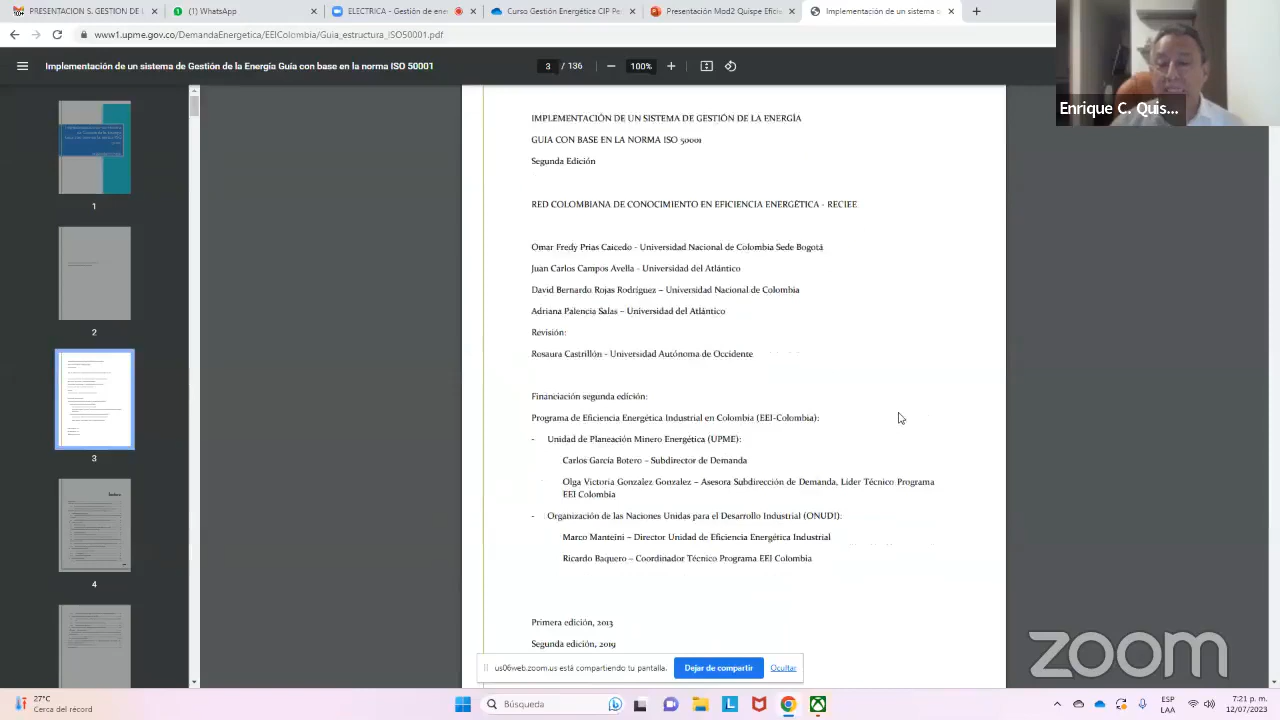 PRESENTACION S. GESTION DE
(1) WhatsApp
ELECTRICA - Gestión de ene
Curso Gestión Energética CIP Pe
Presentación Mod2 Quispe Eficie
Implementación de un sistema d
www1.upme.gov.co/DemandaEnergetica/EEIColombia/Guia_estructura_ISO50001.pdf
Implementación de un sistema de Gestión de la Energía Guía con base en la norma ISO 50001
3 / 136
100%
Enrique C. Quis...
1
2
3
4
IMPLEMENTACIÓN DE UN SISTEMA DE GESTIÓN DE LA ENERGÍA
GUIA CON BASE EN LA NORMA ISO 50001
Segunda Edición
RED COLOMBIANA DE CONOCIMIENTO EN EFICIENCIA ENERGÉTICA - RECIEE
Omar Fredy Prias Caicedo - Universidad Nacional de Colombia Sede Bogotá
Juan Carlos Campos Avella - Universidad del Atlántico
David Bernardo Rojas Rodríguez – Universidad Nacional de Colombia
Adriana Palencia Salas – Universidad del Atlántico
Revisión:
Rosaura Castrillón - Universidad Autónoma de Occidente
Financiación segunda edición:
Programa de Eficiencia Energética Industrial en Colombia (EEI-Colombia):
- Unidad de Planeación Minero Energética (UPME):
Carlos García Botero – Subdirector de Demanda
Olga Victoria González González – Asesora Subdirección de Demanda, Líder Técnico Programa
EEI Colombia
- Organización de las Naciones Unidas para el Desarrollo Industrial (ONUDI):
Marco Manteini – Director Unidad de Eficiencia Energética Industrial
Ricardo Baquero – Coordinador Técnico Programa EEI Colombia
Primera edición, 2013
Segunda edición, 2019
us06web.zoom.us está compartiendo tu pantalla.
Dejar de compartir
Ocultar
zoom
27°C
Cerca del récord
Búsqueda
ESP
LAA
7:21 p. m.
12/07/2023